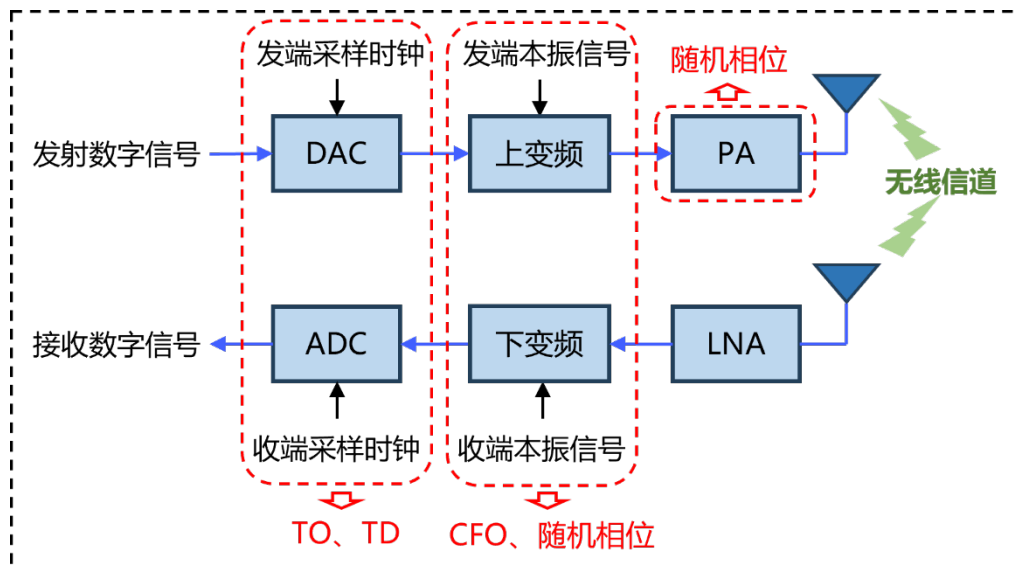 发端采样时钟
发端本振信号
随机相位
发射数字信号
DAC
上变频
PA
无线信道
接收数字信号
ADC
下变频
LNA
收端采样时钟
收端本振信号
TO、TD
CFO、随机相位